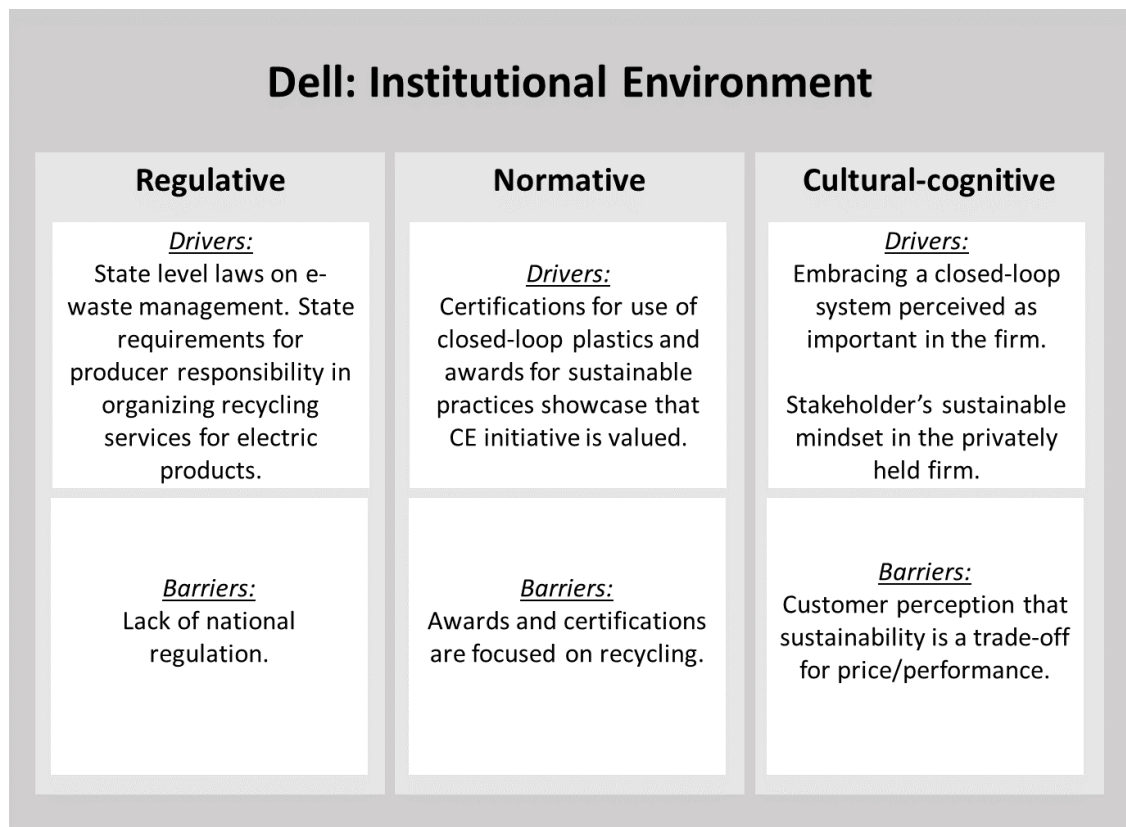 Dell: Institutional Environment
Regulative
Drivers:
State level laws on e-
waste management. State
requirements for
producer responsibility in
organizing recycling
services for electric
products.
Barriers:
Lack of national
regulation.
Normative
Drivers:
Certifications for use of
closed-loop plastics and
awards for sustainable
practices showcase that
CE initiative is valued.
Barriers:
Awards and certifications
are focused on recycling.
Cultural-cognitive
Drivers:
Embracing a closed-loop
system perceived as
important in the firm.
Stakeholder’s sustainable
mindset in the privately
held firm.
Barriers:
Customer perception that
sustainability is a trade-off
for price/performance.